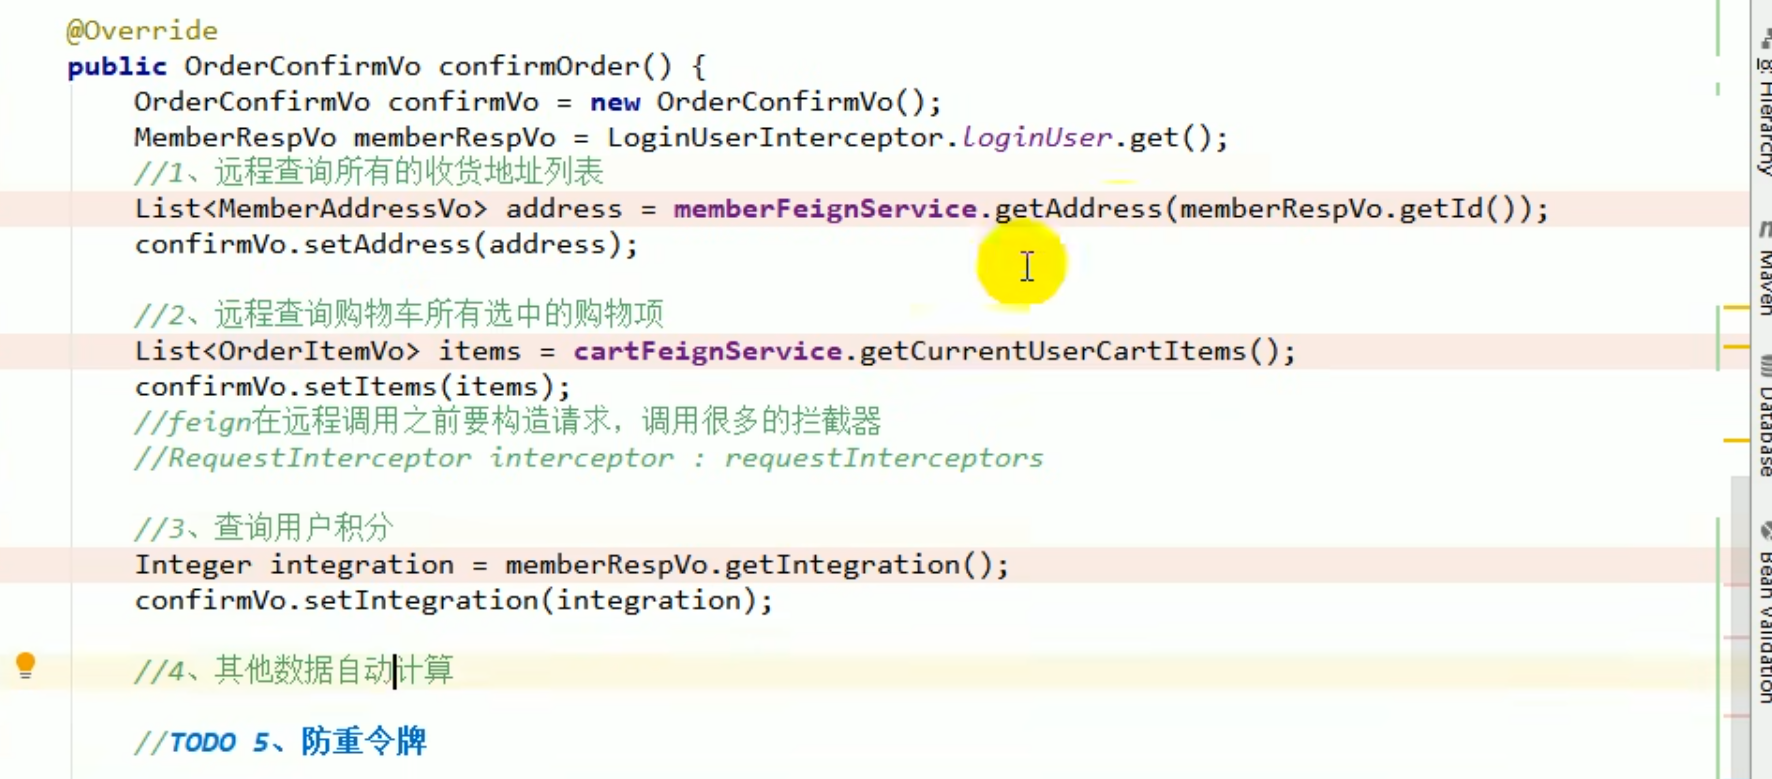 @Override
public OrderConfirmVo confirmOrder() {
OrderConfirmVo confirmVo = new OrderConfirmVo();
MemberRespVo memberRespVo = LoginUserInterceptor.loginUser.get();
//1、远程查询所有的收货地址列表
List<MemberAddressVo> address = memberFeignService.getAddress(memberRespVo.getId());
confirmVo.setAddress(address);
//2、远程查询购物车所有选中的购物项
List<OrderItemVo> items = cartFeignService.getCurrentUserCartItems();
confirmVo.setItems(items);
//feign在远程调用之前要构造请求，调用很多的拦截器
//RequestInterceptor interceptor : requestInterceptors
//3、查询用户积分
Integer integration = memberRespVo.getIntegration();
confirmVo.setIntegration(integration);
//4、其他数据自动计算
//TODO 5、防重令牌
Hierarchy
Maven
Database
Bean Validation